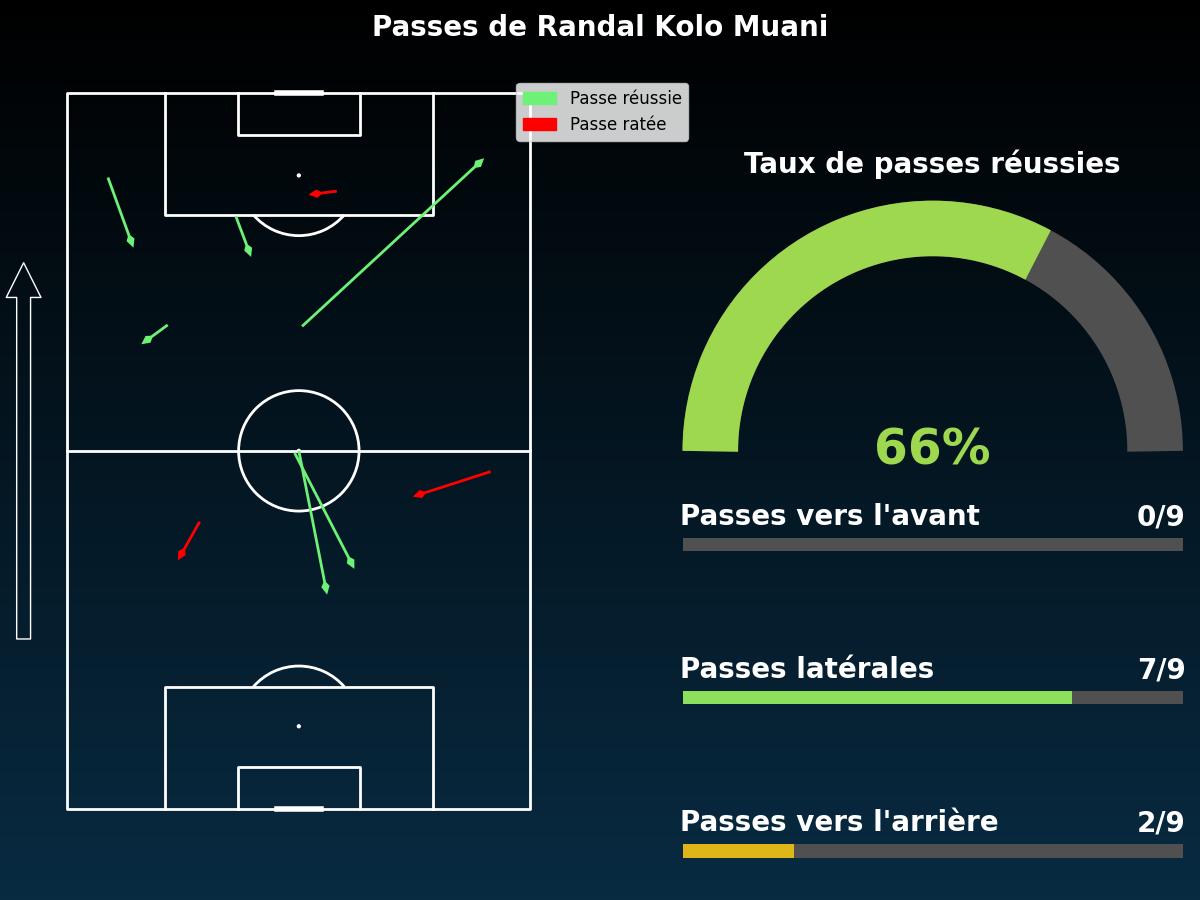 Passes de Randal Kolo Muani
Passe réussie
Passe ratée
Taux de passes réussies
66%
Passes vers l'avant 0/9
Passes latérales 7/9
Passes vers l'arrière 2/9